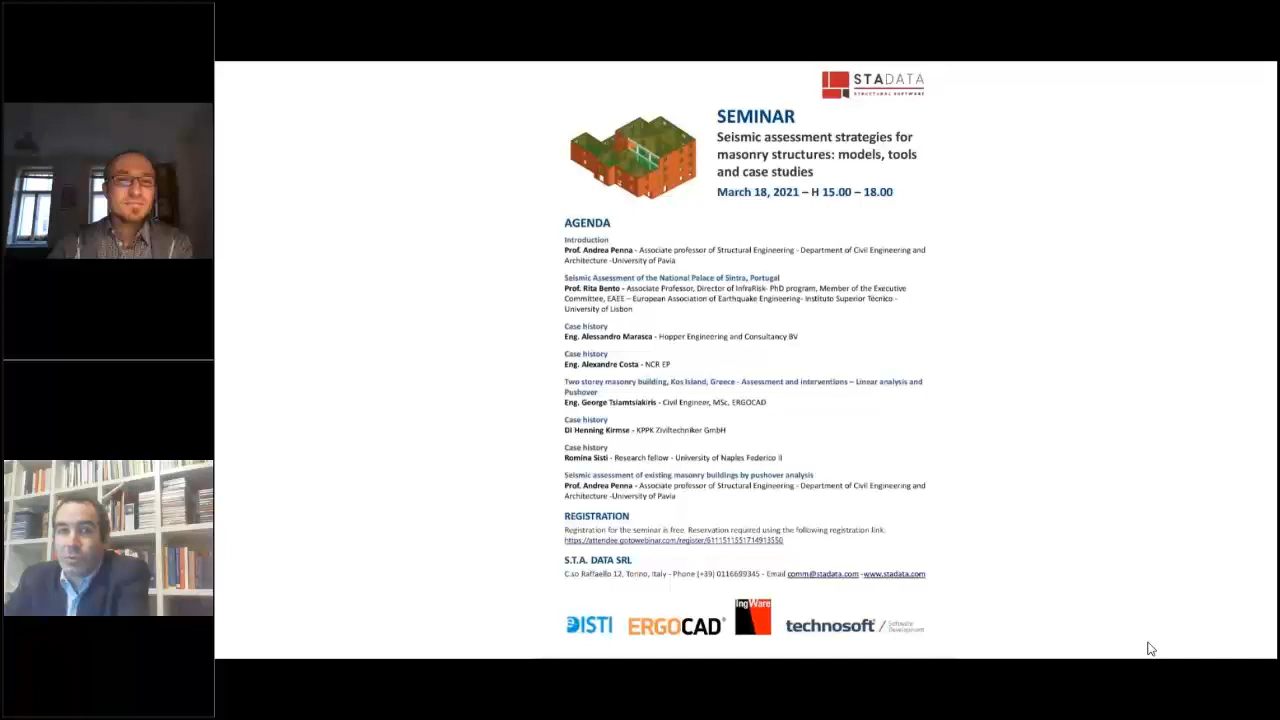 STADATA
STRUCTURAL SOFTWARE
SEMINAR
Seismic assessment strategies for
masonry structures: models, tools
and case studies
March 18, 2021 – H 15.00 – 18.00
AGENDA
Introduction
Prof. Andrea Penna - Associate professor of Structural Engineering - Department of Civil Engineering and
Architecture -University of Pavia
Seismic Assessment of the National Palace of Sintra, Portugal
Prof. Rita Bento - Associate Professor, Director of InfraRisk- PhD program, Member of the Executive
Committee, EAEE – European Association of Earthquake Engineering- Instituto Superior Técnico -
University of Lisbon
Case history
Eng. Alessandro Marasca - Hopper Engineering and Consultancy BV
Case history
Eng. Alexandre Costa - NCR EP
Two storey masonry building, Kos Island, Greece - Assessment and interventions – Linear analysis and
Pushover
Eng. George Tsiamtsiakiris - Civil Engineer, MSc, ERGOCAD
Case history
DI Henning Kirmse - KPPK Ziviltechniker GmbH
Case history
Romina Sisti - Research fellow - University of Naples Federico II
Seismic assessment of existing masonry buildings by pushover analysis
Prof. Andrea Penna - Associate professor of Structural Engineering - Department of Civil Engineering and
Architecture -University of Pavia
REGISTRATION
Registration for the seminar is free. Reservation required using the following registration link:
https://attendee.gotowebinar.com/register/6111511551714913550
S.T.A. DATA SRL
C.so Raffaello 12, Torino, Italy - Phone (+39) 0116699345 - Email comm@stadata.com -www.stadata.com
DISTI
ERGOCAD
ingWare
technosoft / Software
Development